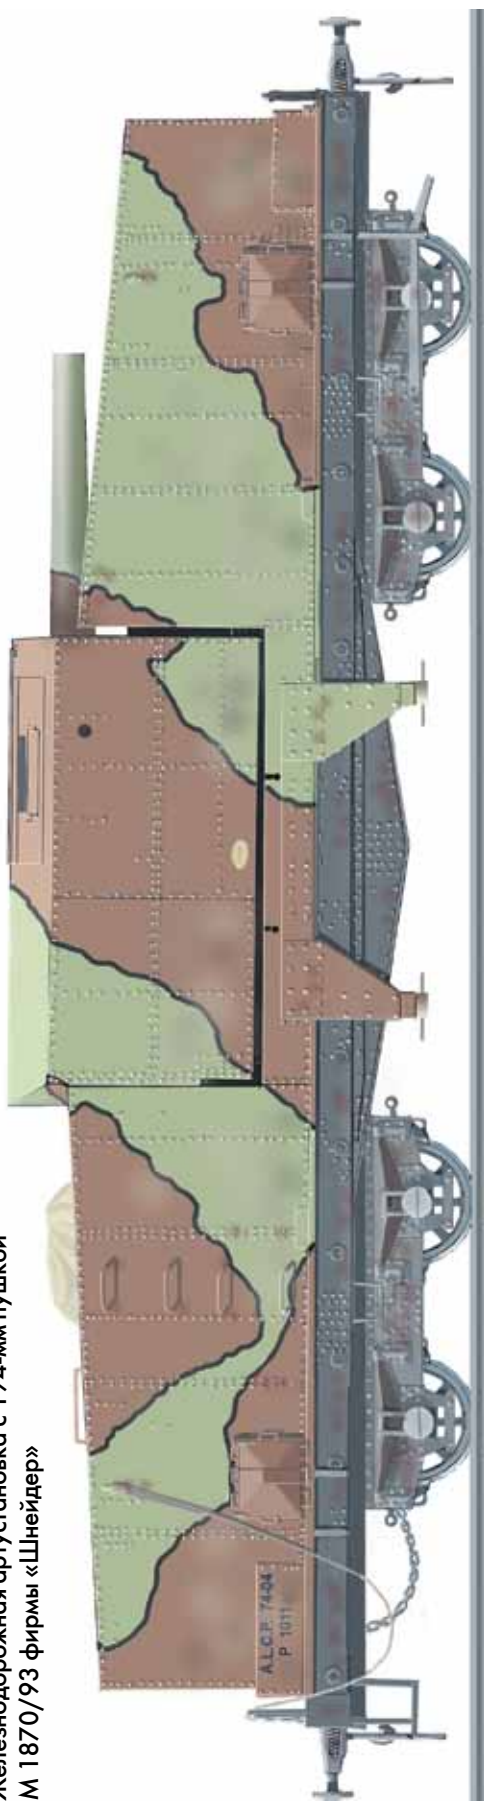 Железнодорожная артустановка с 194-мм пушкой
М 1870/93 фирмы «Шнейдер»
A.L.C.P. 74-04
P 1011